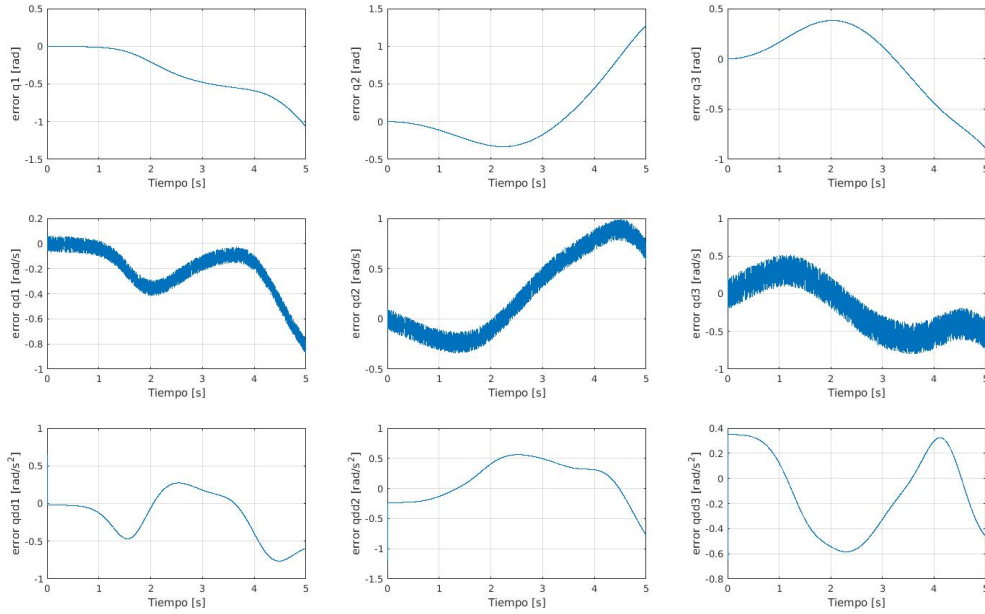 0.5
0
-0.5
-1
-1.5
error q1 [rad]
0 1 2 3 4 5
Tiempo [s]
1.5
1
0.5
0
-0.5
error q2 [rad]
0 1 2 3 4 5
Tiempo [s]
0.5
0
-0.5
-1
error q3 [rad]
0 1 2 3 4 5
Tiempo [s]
0.2
0
-0.2
-0.4
-0.6
-0.8
-1
error qd1 [rad/s]
0 1 2 3 4 5
Tiempo [s]
1
0.5
0
-0.5
error qd2 [rad/s]
0 1 2 3 4 5
Tiempo [s]
1
0.5
0
-0.5
-1
error qd3 [rad/s]
0 1 2 3 4 5
Tiempo [s]
1
0.5
0
-0.5
-1
error qdd1 [rad/s²]
0 1 2 3 4 5
Tiempo [s]
1
0.5
0
-0.5
-1
-1.5
error qdd2 [rad/s²]
0 1 2 3 4 5
Tiempo [s]
0.4
0.2
0
-0.2
-0.4
-0.6
-0.8
error qdd3 [rad/s²]
0 1 2 3 4 5
Tiempo [s]